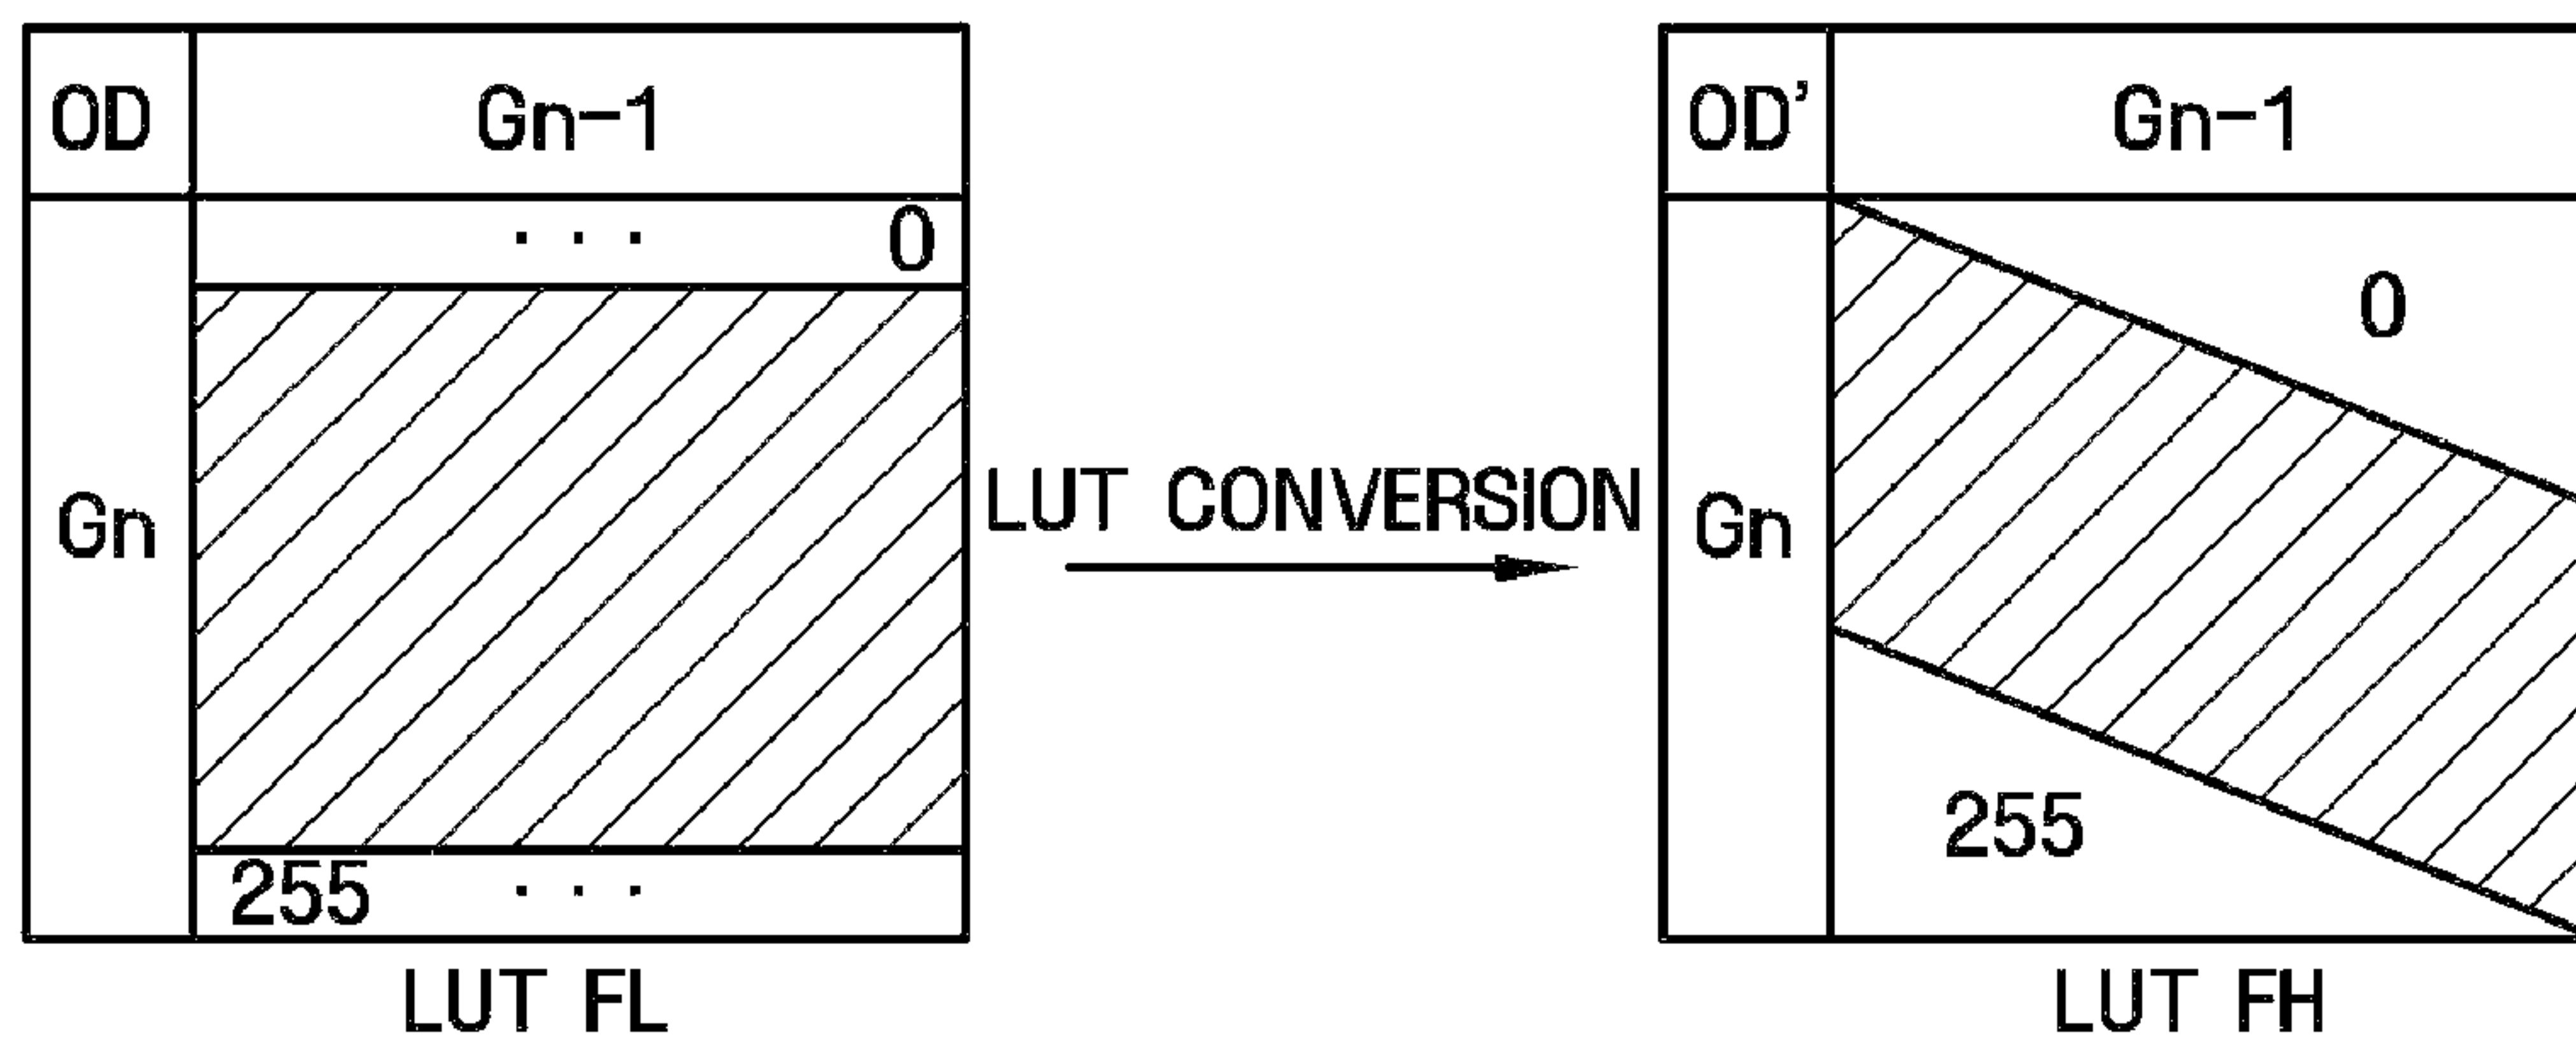 OD Gn-1
· · · 0
Gn
255 · · ·
LUT FL
LUT CONVERSION
OD' Gn-1
0
Gn
255
LUT FH